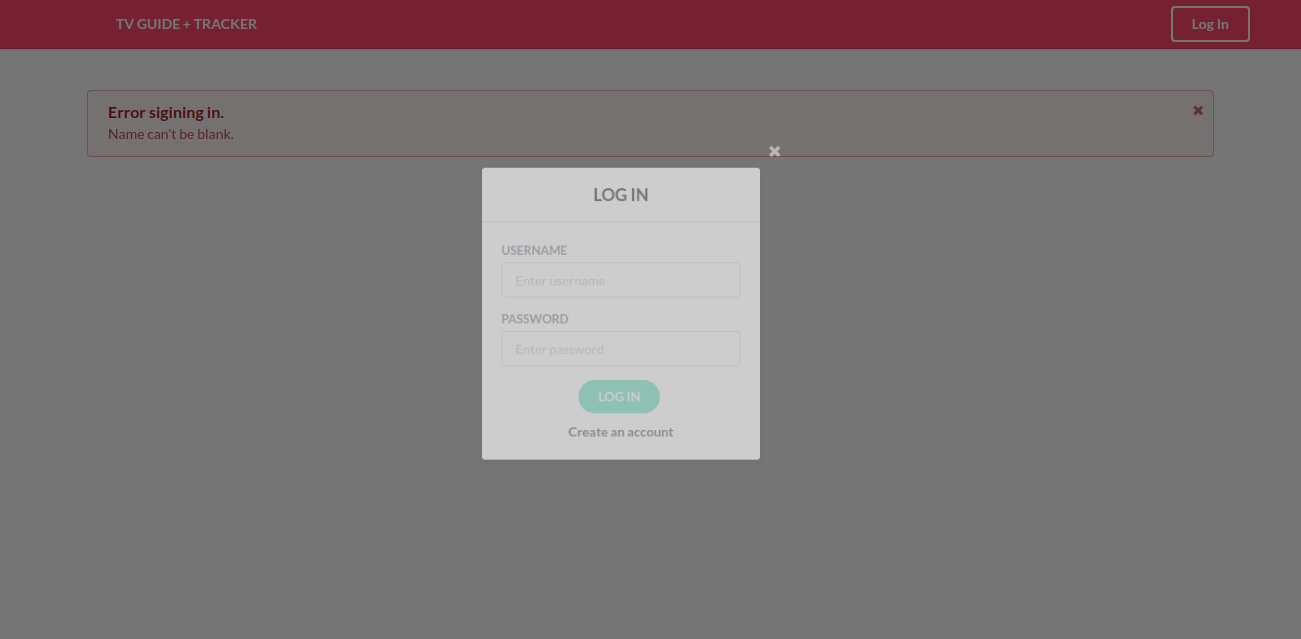 TV GUIDE + TRACKER
Log In
Error sigining in.
Name can't be blank.
LOG IN
USERNAME
Enter username
PASSWORD
Enter password
LOG IN
Create an account